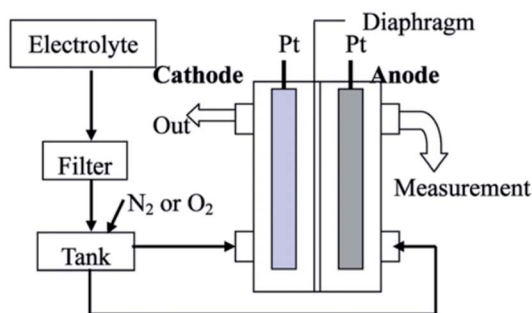 Electrolyte
Pt
Pt
Diaphragm
Cathode
Anode
Out
Filter
Measurement
N₂ or O₂
Tank